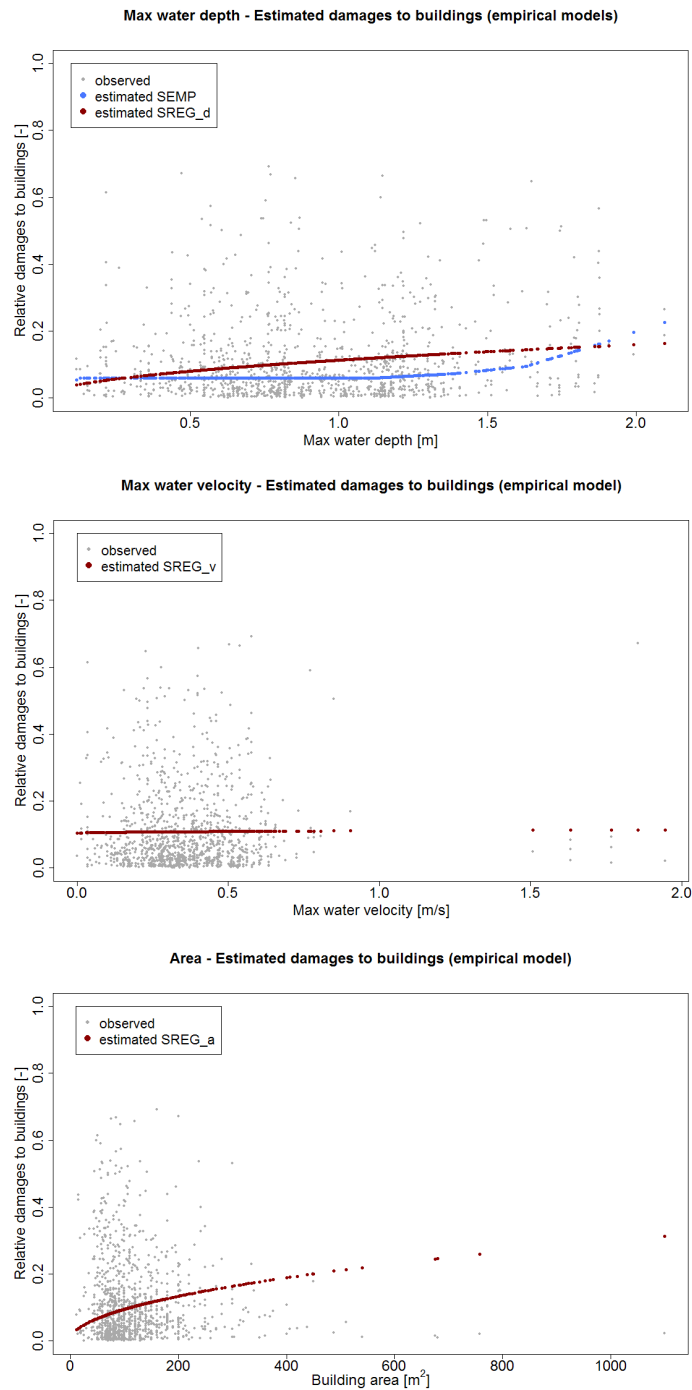 Max water depth - Estimated damages to buildings (empirical models)
Relative damages to buildings [-]
1.0
0.8
0.6
0.4
0.2
0.0
observed
estimated SEMP
estimated SREG_d
0.5
1.0
1.5
2.0
Max water depth [m]
Max water velocity - Estimated damages to buildings (empirical model)
Relative damages to buildings [-]
1.0
0.8
0.6
0.4
0.2
0.0
observed
estimated SREG_v
0.0
0.5
1.0
1.5
2.0
Max water velocity [m/s]
Area - Estimated damages to buildings (empirical model)
Relative damages to buildings [-]
1.0
0.8
0.6
0.4
0.2
0.0
observed
estimated SREG_a
0
200
400
600
800
1000
Building area [m²]